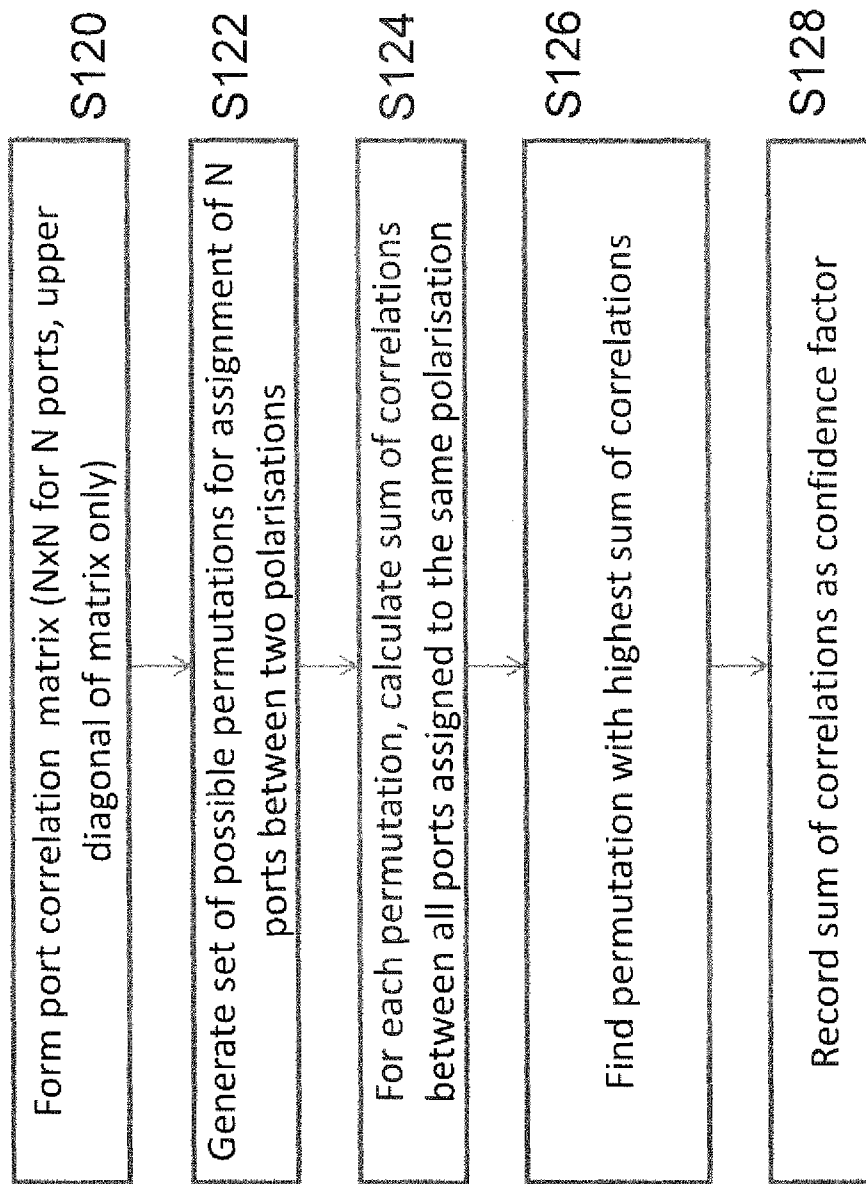 Form port correlation matrix (NxN for N ports, upper
diagonal of matrix only)
S120
Generate set of possible permutations for assignment of N
ports between two polarisations
S122
For each permutation, calculate sum of correlations
between all ports assigned to the same polarisation
S124
Find permutation with highest sum of correlations
S126
Record sum of correlations as confidence factor
S128